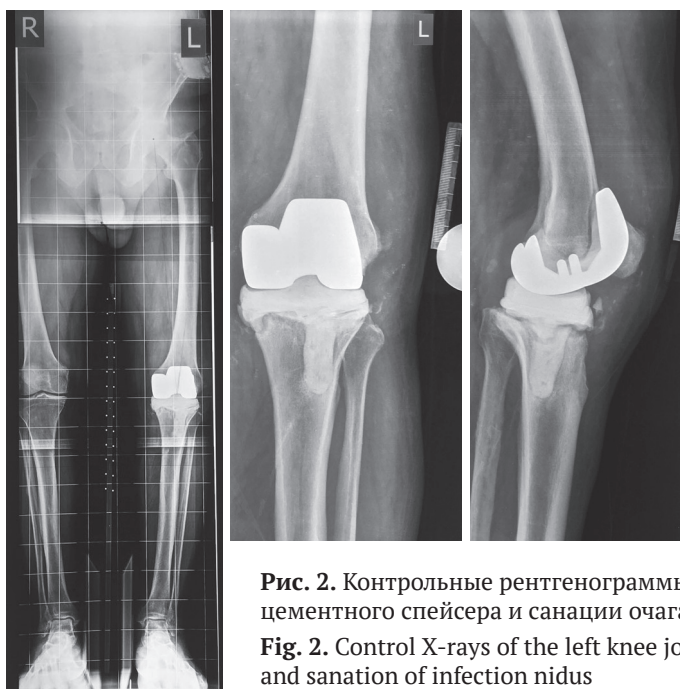 R
L
L
Рис. 2. Контрольные рентгенограммы
цементного спейсера и санации очага
Fig. 2. Control X-rays of the left knee jo
and sanation of infection nidus